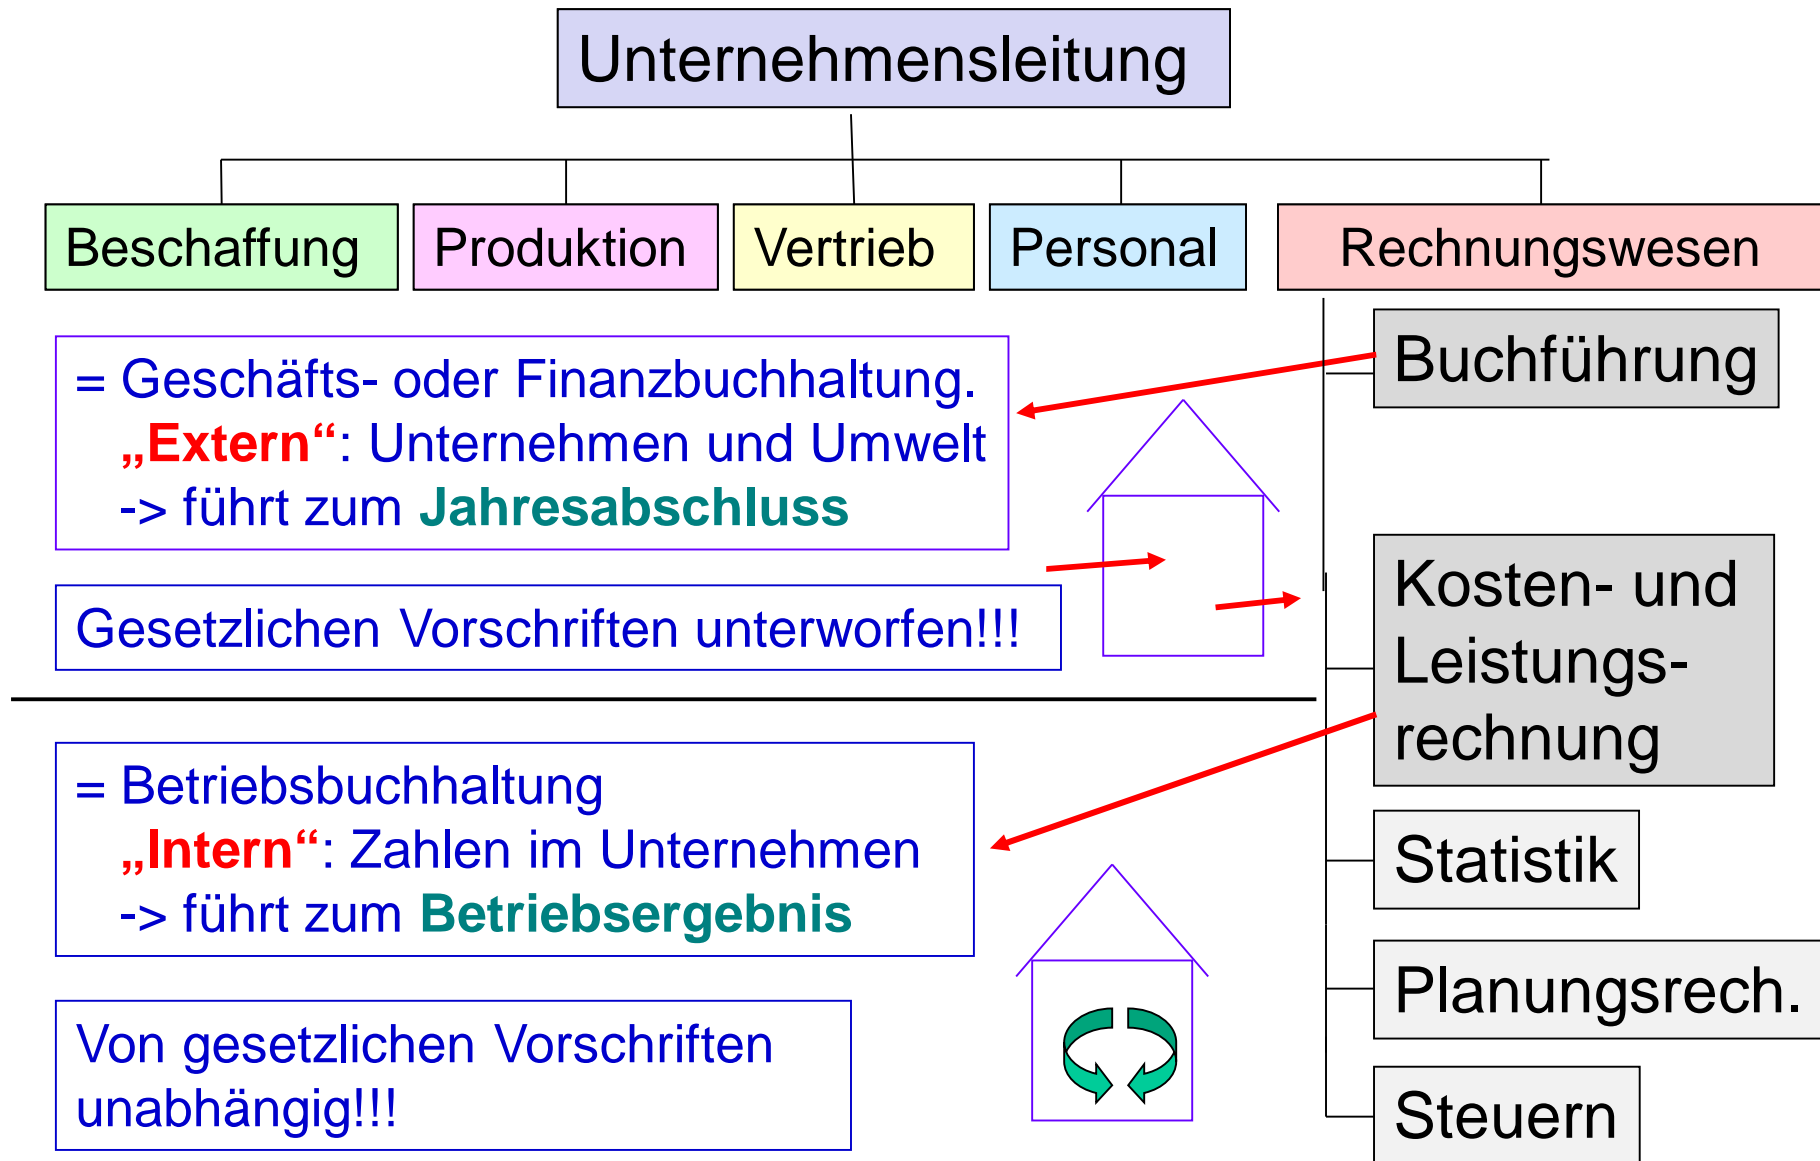 Unternehmensleitung
Beschaffung
Produktion
Vertrieb
Personal
Rechnungswesen
= Geschäfts- oder Finanzbuchhaltung.
„Extern“: Unternehmen und Umwelt
-> führt zum Jahresabschluss
Gesetzlichen Vorschriften unterworfen!!!
Buchführung
Kosten- und
Leistungs-
rechnung
= Betriebsbuchhaltung
„Intern“: Zahlen im Unternehmen
-> führt zum Betriebsergebnis
Von gesetzlichen Vorschriften
unabhängig!!!
Statistik
Planungsrech.
Steuern